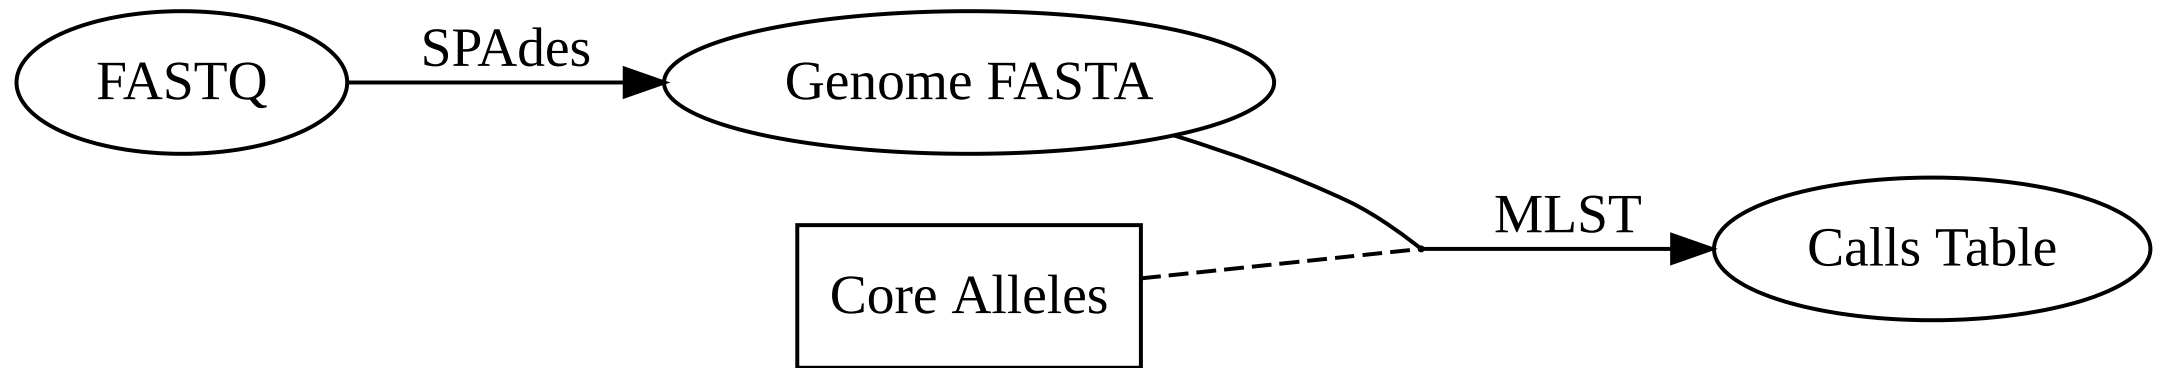 FASTQ
SPAdes
Genome FASTA
Core Alleles
MLST
Calls Table